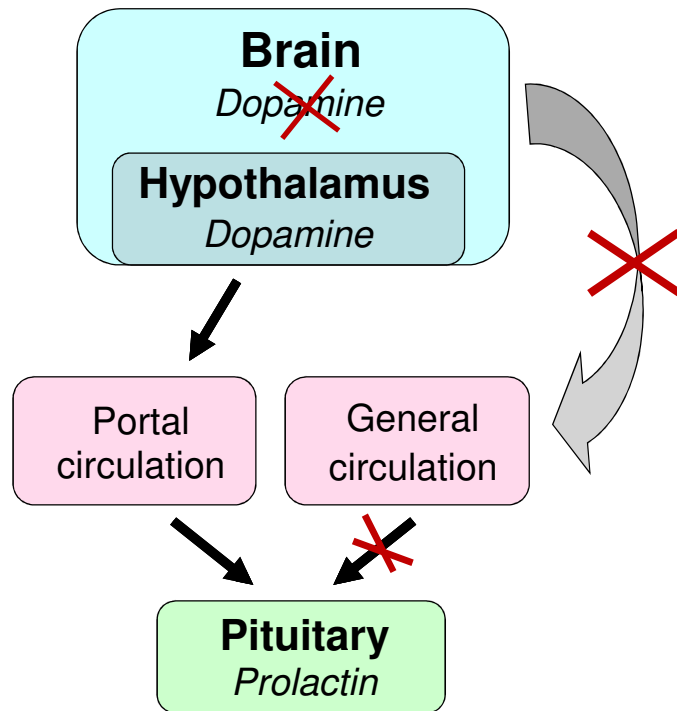 Brain
Dopamine
Hypothalamus
Dopamine
Portal
circulation
General
circulation
Pituitary
Prolactin